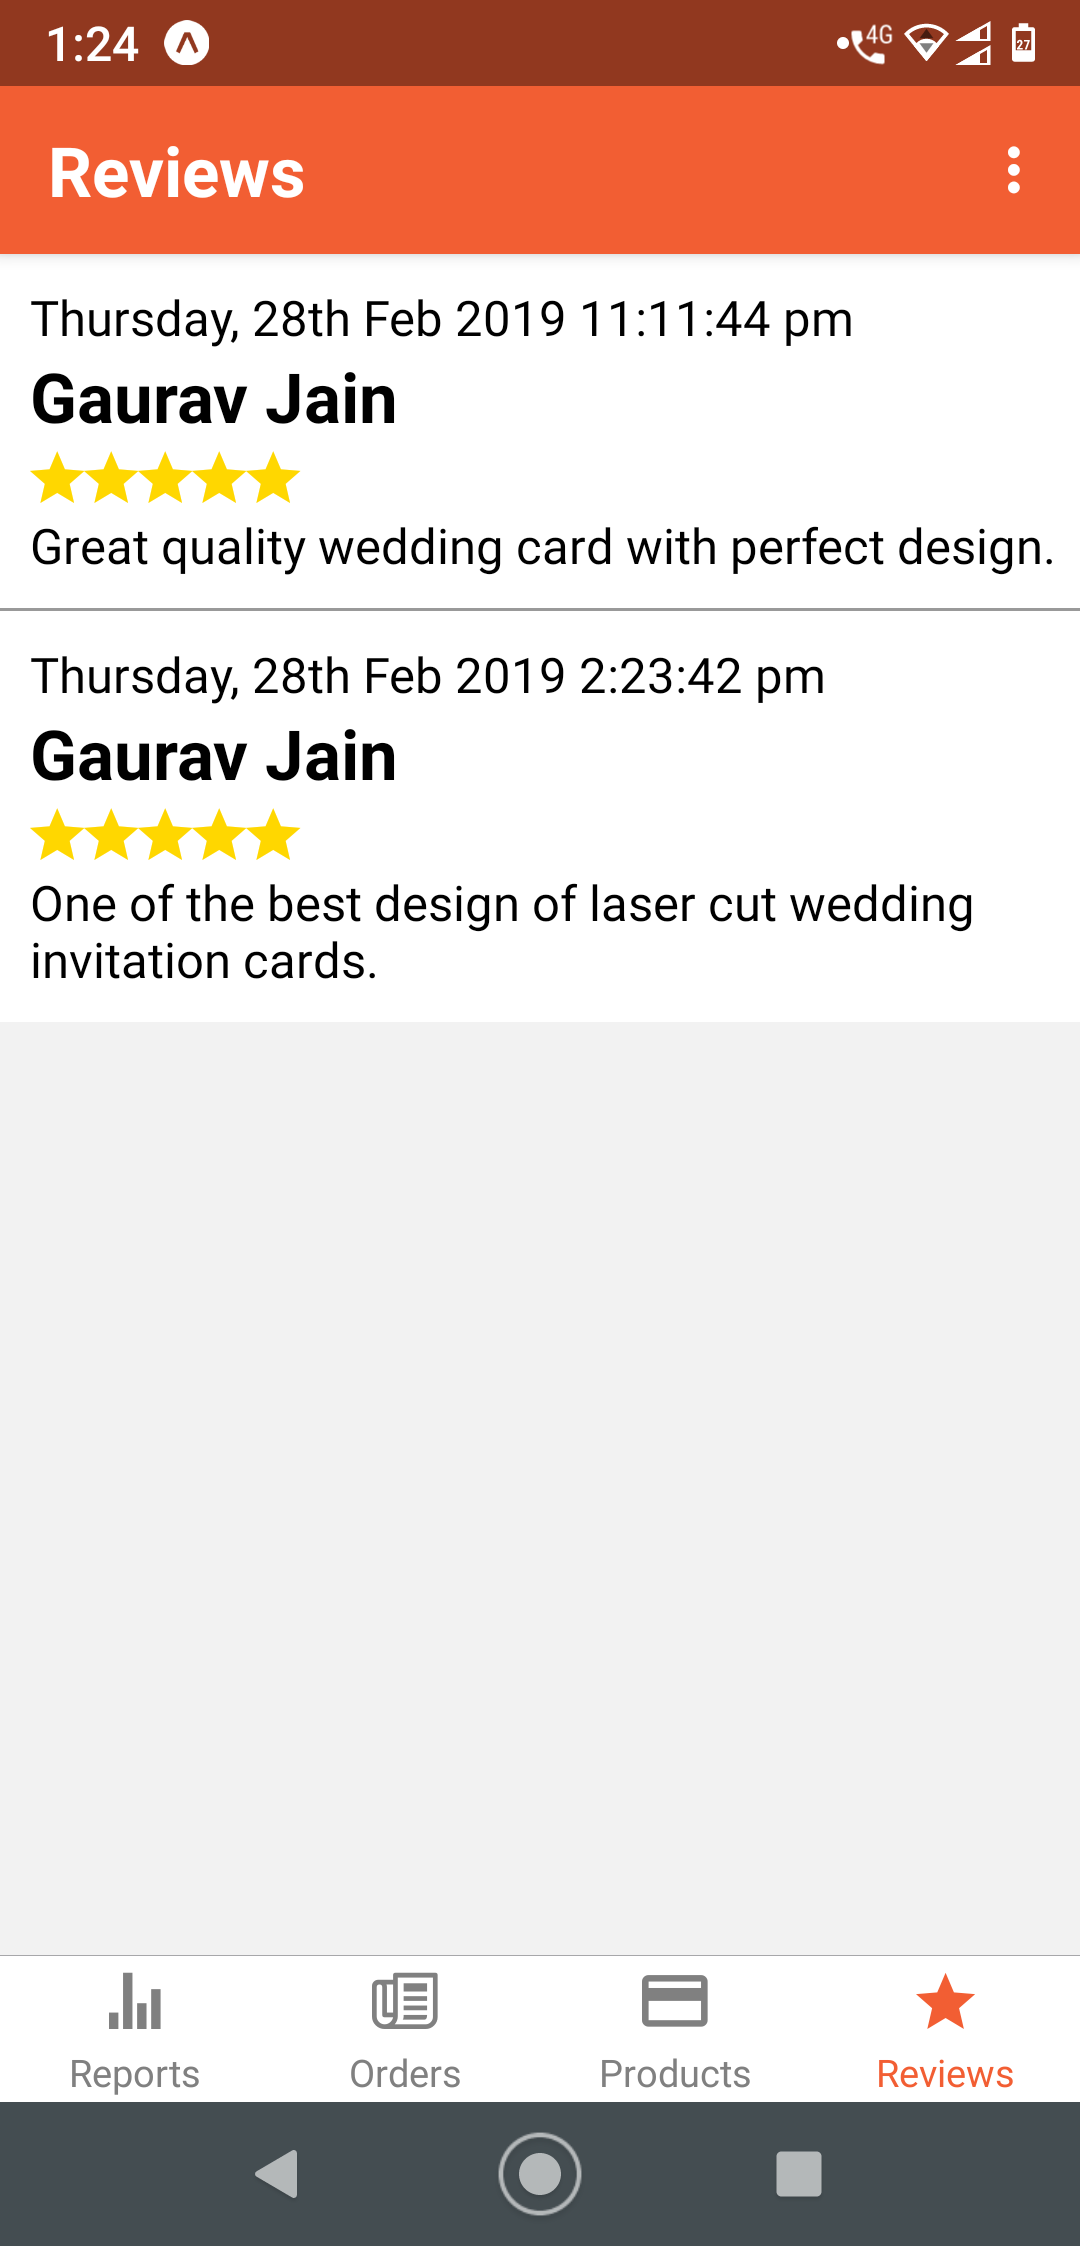 1:24
4G
27
Reviews
Thursday, 28th Feb 2019 11:11:44 pm
Gaurav Jain
Great quality wedding card with perfect design.
Thursday, 28th Feb 2019 2:23:42 pm
Gaurav Jain
One of the best design of laser cut wedding
invitation cards.
Reports
Orders
Products
Reviews